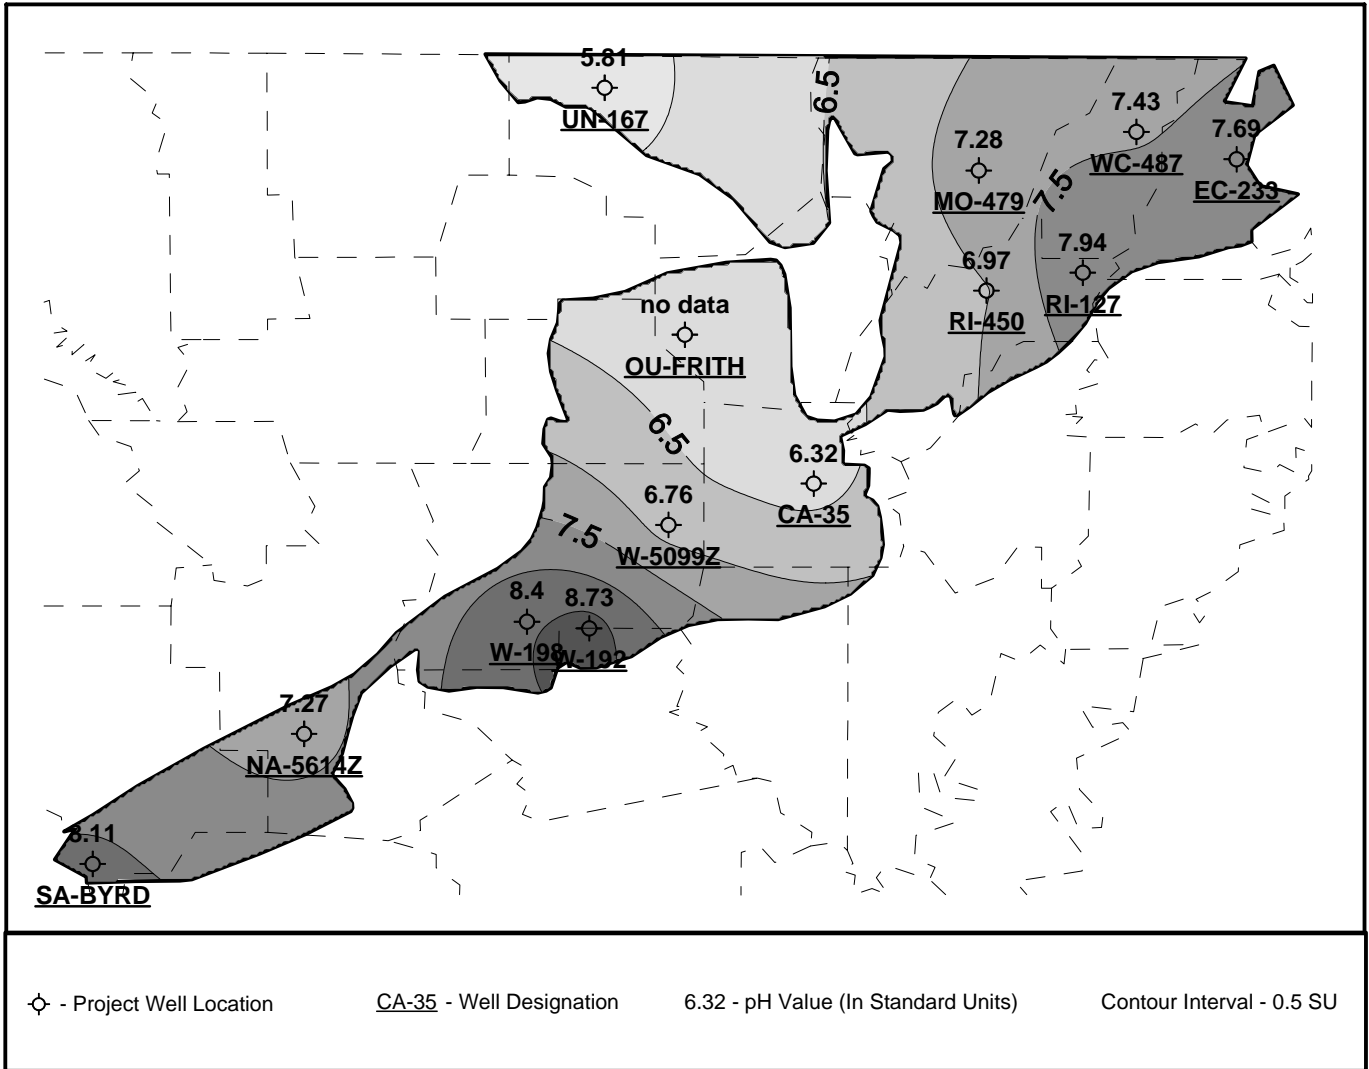 5.81
UN-167
6.5
7.43
WC-487
7.69
EC-233
7.28
MO-479
7.5
7.94
RI-127
6.97
RI-450
no data
OU-FRITH
6.5
6.32
CA-35
6.76
W-5099Z
7.5
8.4
W-198
8.73
W-192
7.27
NA-5614Z
8.11
SA-BYRD
- Project Well Location
CA-35 - Well Designation
6.32 - pH Value (In Standard Units)
Contour Interval - 0.5 SU